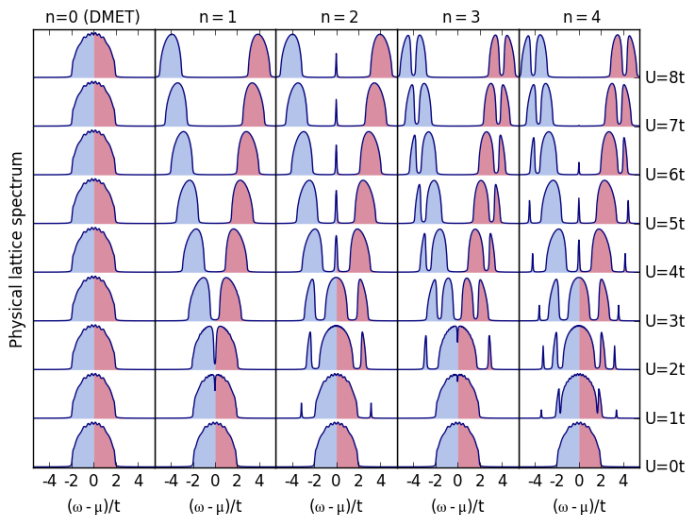 n=0 (DMET) n = 1 n = 2 n = 3 n = 4
Physical lattice spectrum
U=8t
U=7t
U=6t
U=5t
U=4t
U=3t
U=2t
U=1t
U=0t
-4 -2 0 2 4 -4 -2 0 2 4 -4 -2 0 2 4 -4 -2 0 2 4 -4 -2 0 2 4
(ω - μ)/t (ω - μ)/t (ω - μ)/t (ω - μ)/t (ω - μ)/t